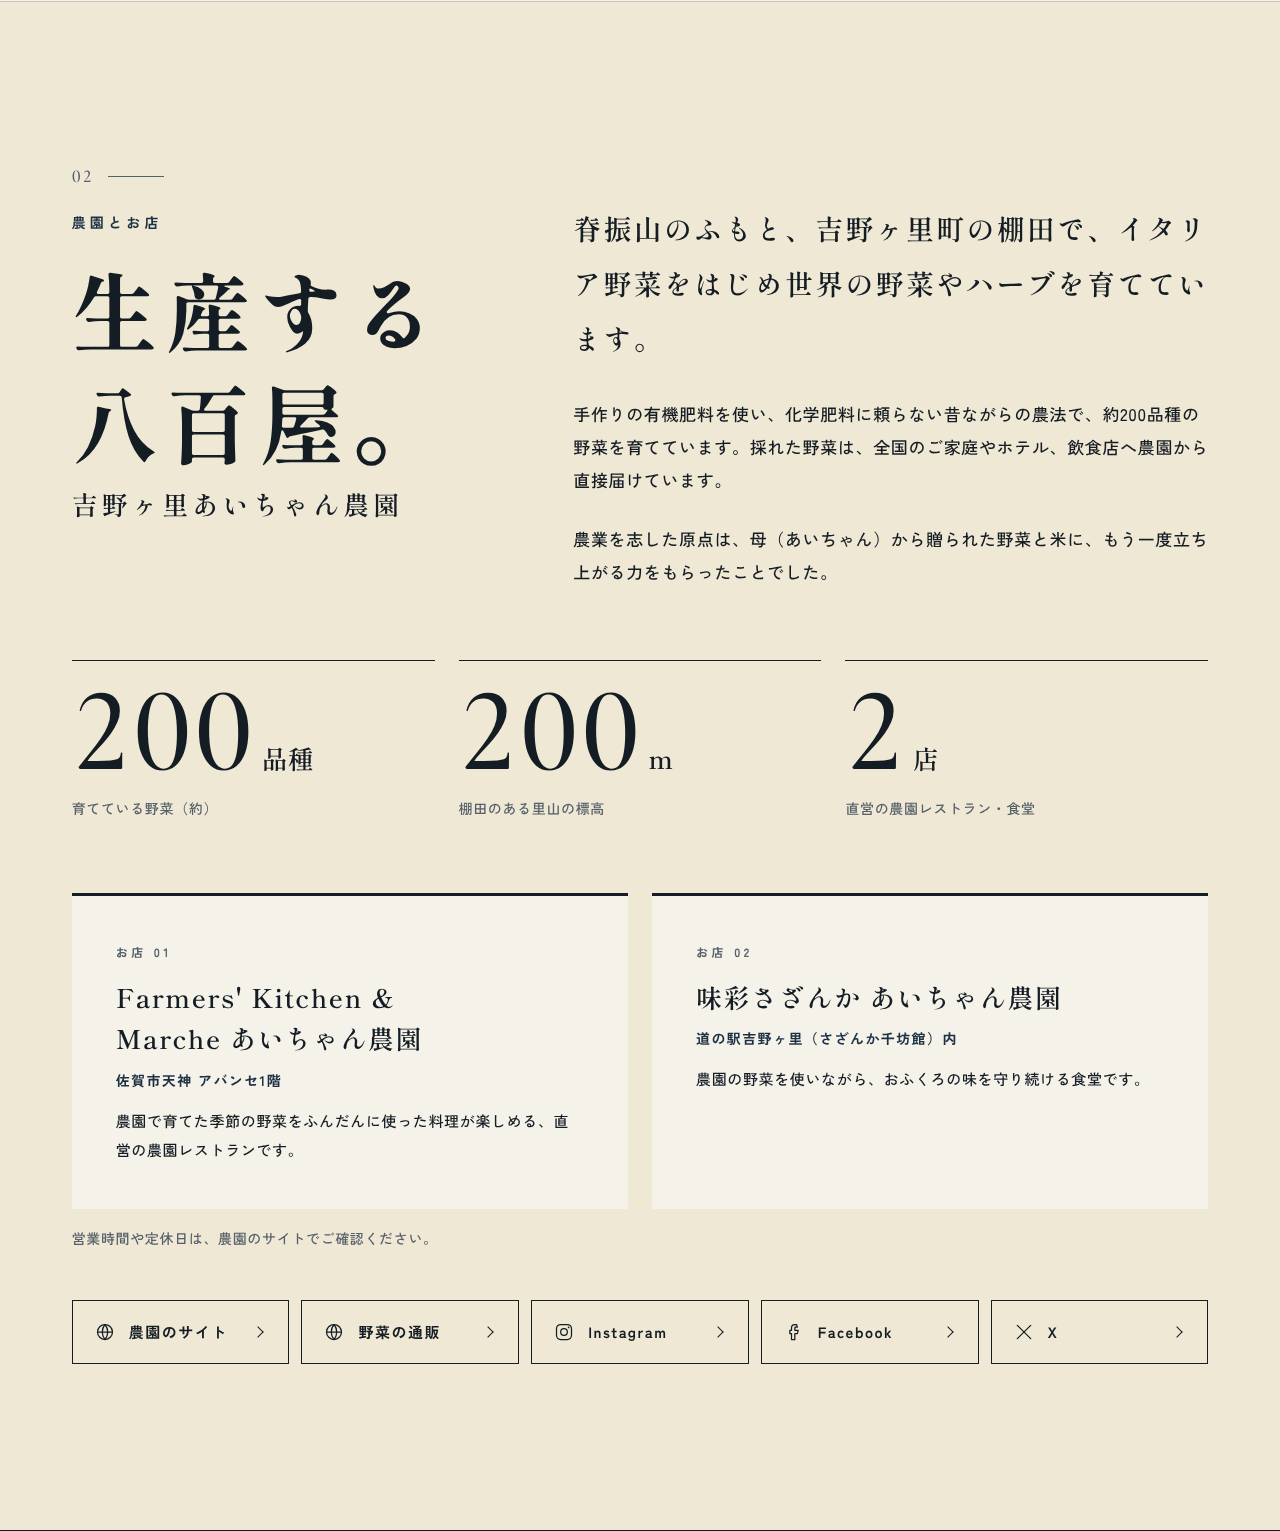 02
農園とお店
生産する
八百屋。
吉野ヶ里あいちゃん農園
脊振山のふもと、吉野ヶ里町の棚田で、イタリ
ア野菜をはじめ世界の野菜やハーブを育ててい
ます。
手作りの有機肥料を使い、化学肥料に頼らない昔ながらの農法で、約200品種の
野菜を育てています。採れた野菜は、全国のご家庭やホテル、飲食店へ農園から
直接届けています。
農業を志した原点は、母（あいちゃん）から贈られた野菜と米に、もう一度立ち
上がる力をもらったことでした。
200 品種
育てている野菜（約）
200 m
棚田のある里山の標高
2 店
直営の農園レストラン・食堂
お店 01
Farmers' Kitchen &
Marche あいちゃん農園
佐賀市天神 アバンセ1階
農園で育てた季節の野菜をふんだんに使った料理が楽しめる、直
営の農園レストランです。
お店 02
味彩さざんか あいちゃん農園
道の駅吉野ヶ里（さざんか千坊館）内
農園の野菜を使いながら、おふくろの味を守り続ける食堂です。
営業時間や定休日は、農園のサイトでご確認ください。
農園のサイト
野菜の通販
Instagram
Facebook
X